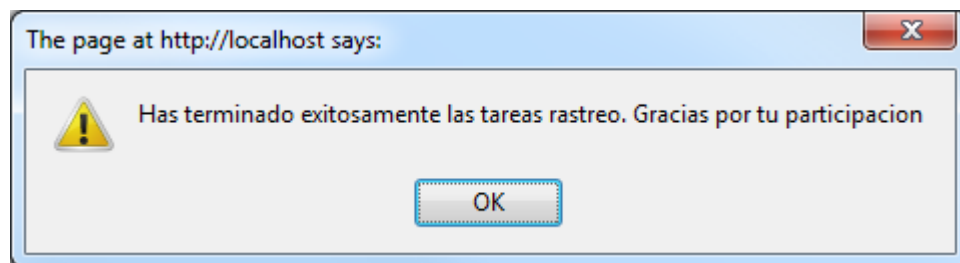 The page at http://localhost says:
Has terminado exitosamente las tareas rastreo. Gracias por tu participacion
OK